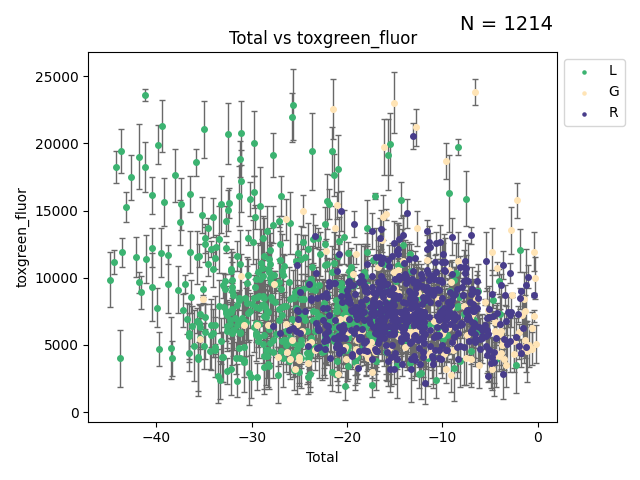 N = 1214
Total vs toxgreen_fluor
L
G
R
25000
20000
15000
10000
5000
0
toxgreen_fluor
−40 −30 −20 −10 0
Total